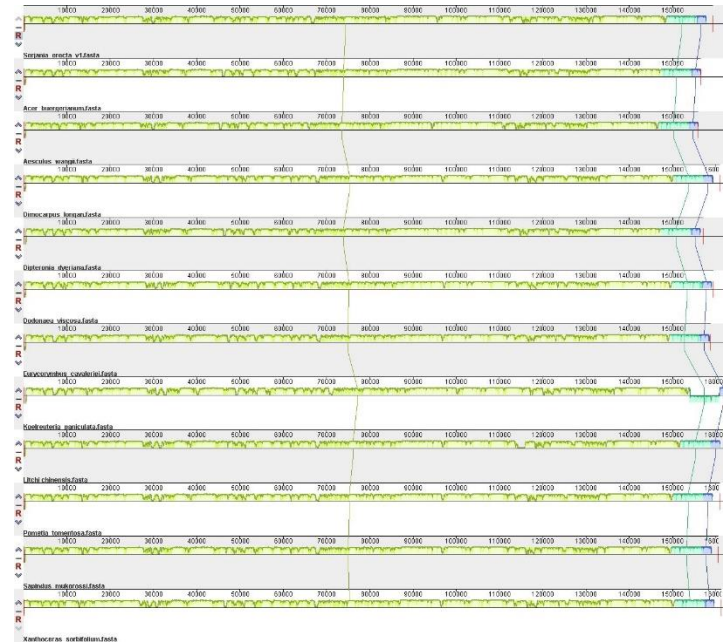 10000 20000 30000 40000 50000 60000 70000 80000 90000 100000 110000 120000 130000 140000 150000
R
Serjania erecta v1.fasta
10000 20000 30000 40000 50000 60000 70000 80000 90000 100000 110000 120000 130000 140000 150000
R
Acer buergerianum.fasta
10000 20000 30000 40000 50000 60000 70000 80000 90000 100000 110000 120000 130000 140000 150000
R
Aesculus wangii.fasta
10000 20000 30000 40000 50000 60000 70000 80000 90000 100000 110000 120000 130000 140000 150000
R
Dimocarpus longan.fasta
10000 20000 30000 40000 50000 60000 70000 80000 90000 100000 110000 120000 130000 140000 150000
R
Dipteronia dyeriana.fasta
10000 20000 30000 40000 50000 60000 70000 80000 90000 100000 110000 120000 130000 140000 150000
R
Dodonaea viscosa.fasta
10000 20000 30000 40000 50000 60000 70000 80000 90000 100000 110000 120000 130000 140000 150000
R
Eurycorymbus cavaleriei.fasta
10000 20000 30000 40000 50000 60000 70000 80000 90000 100000 110000 120000 130000 140000 150000
R
Koelreuteria paniculata.fasta
10000 20000 30000 40000 50000 60000 70000 80000 90000 100000 110000 120000 130000 140000 150000
R
Litchi chinensis.fasta
10000 20000 30000 40000 50000 60000 70000 80000 90000 100000 110000 120000 130000 140000 150000
R
Pometia tomentosa.fasta
10000 20000 30000 40000 50000 60000 70000 80000 90000 100000 110000 120000 130000 140000 150000
R
Sapindus mukorossi.fasta
10000 20000 30000 40000 50000 60000 70000 80000 90000 100000 110000 120000 130000 140000 150000
R
Xanthoceras sorbifolium.fasta